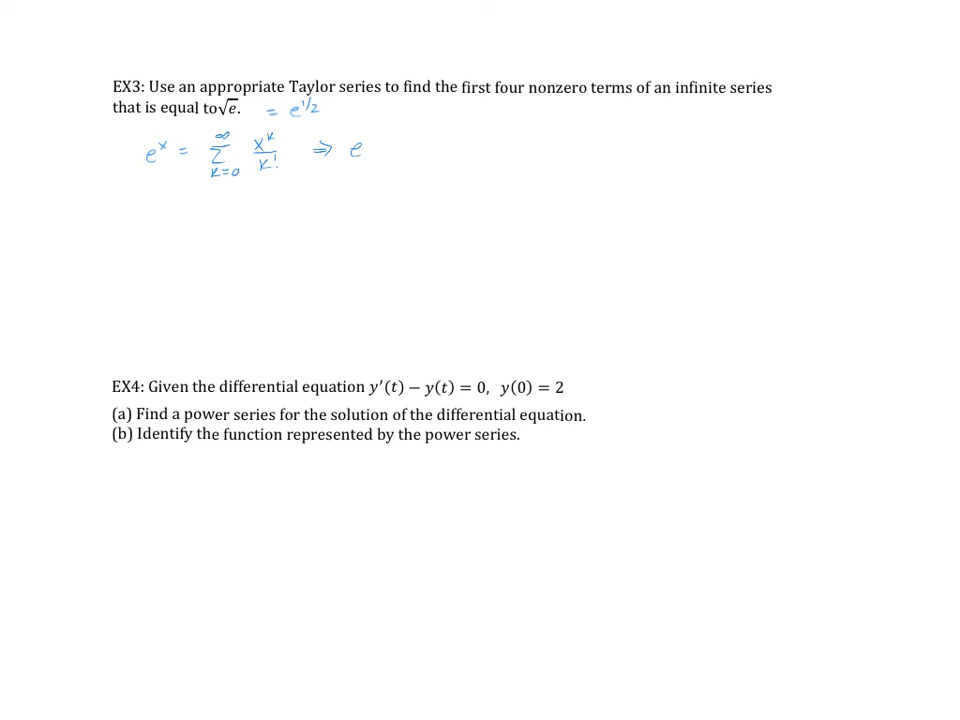 EX3: Use an appropriate Taylor series to find the first four nonzero terms of an infinite series
that is equal to √e. = e^{1/2}
e^x = ∑_{k=0}^{∞} x^k/k! ⇒ e
EX4: Given the differential equation y′(t) − y(t) = 0, y(0) = 2
(a) Find a power series for the solution of the differential equation.
(b) Identify the function represented by the power series.